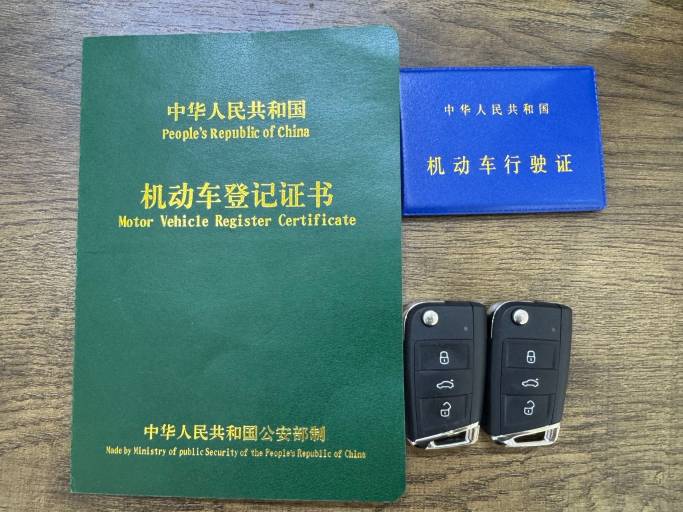 中华人民共和国
People's Republic of China
机动车登记证书
Motor Vehicle Register Certificate
中华人民共和国公安部制
Made by Ministry of public Security of the People's Republic of China
中华人民共和国
机动车行驶证